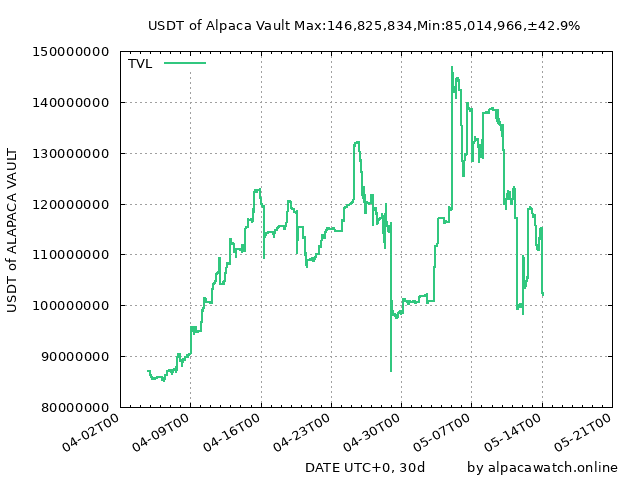 USDT of Alpaca Vault Max:146,825,834,Min:85,014,966,±42.9%
150000000
TVL
140000000
130000000
120000000
110000000
100000000
90000000
80000000
USDT of ALAPACA VAULT
04-02T00
04-09T00
04-16T00
04-23T00
04-30T00
05-07T00
05-14T00
05-21T00
DATE UTC+0, 30d
by alpacawatch.online